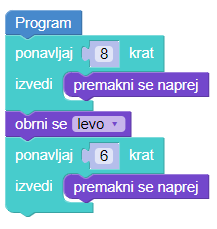 Program
ponavljaj 8 krat
izvedi premakni se naprej
obrni se levo
ponavljaj 6 krat
izvedi premakni se naprej